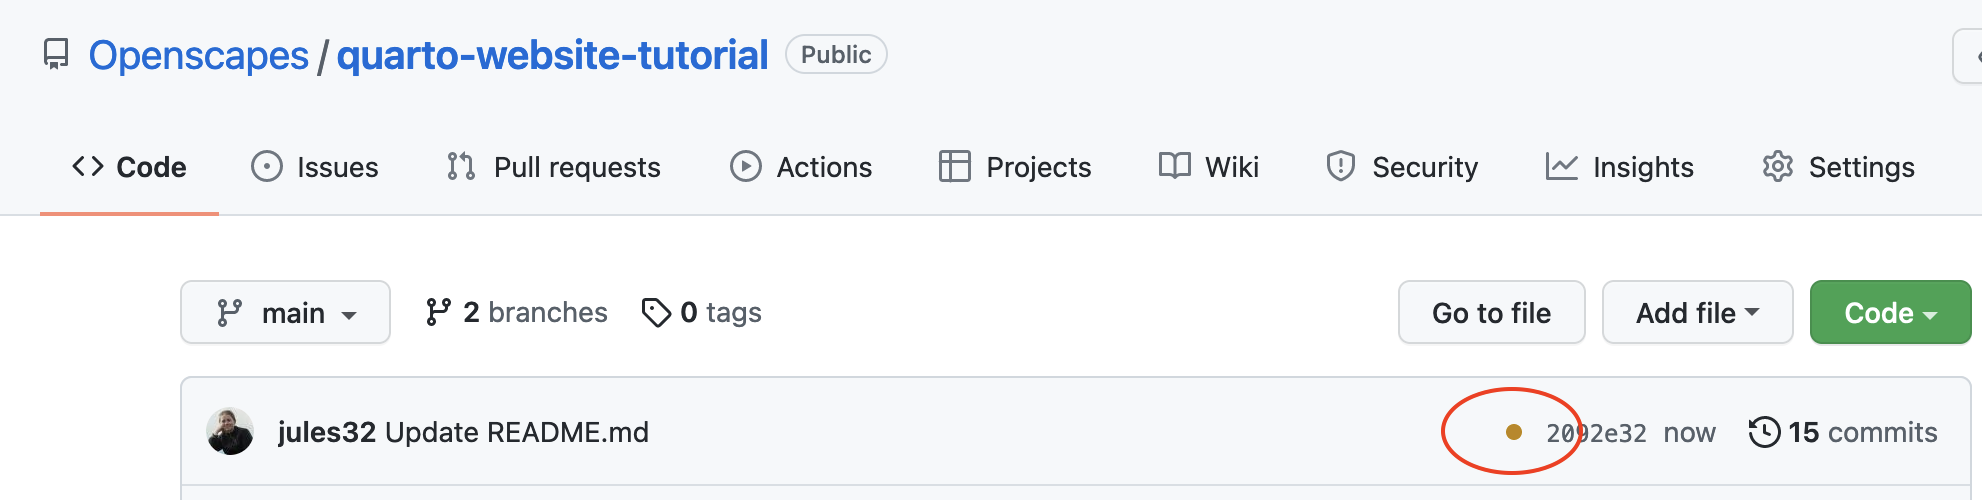 Openscapes / quarto-website-tutorial Public
Code Issues Pull requests Actions Projects Wiki Security Insights Settings
main 2 branches 0 tags Go to file Add file Code
jules32 Update README.md 2092e32 now 15 commits